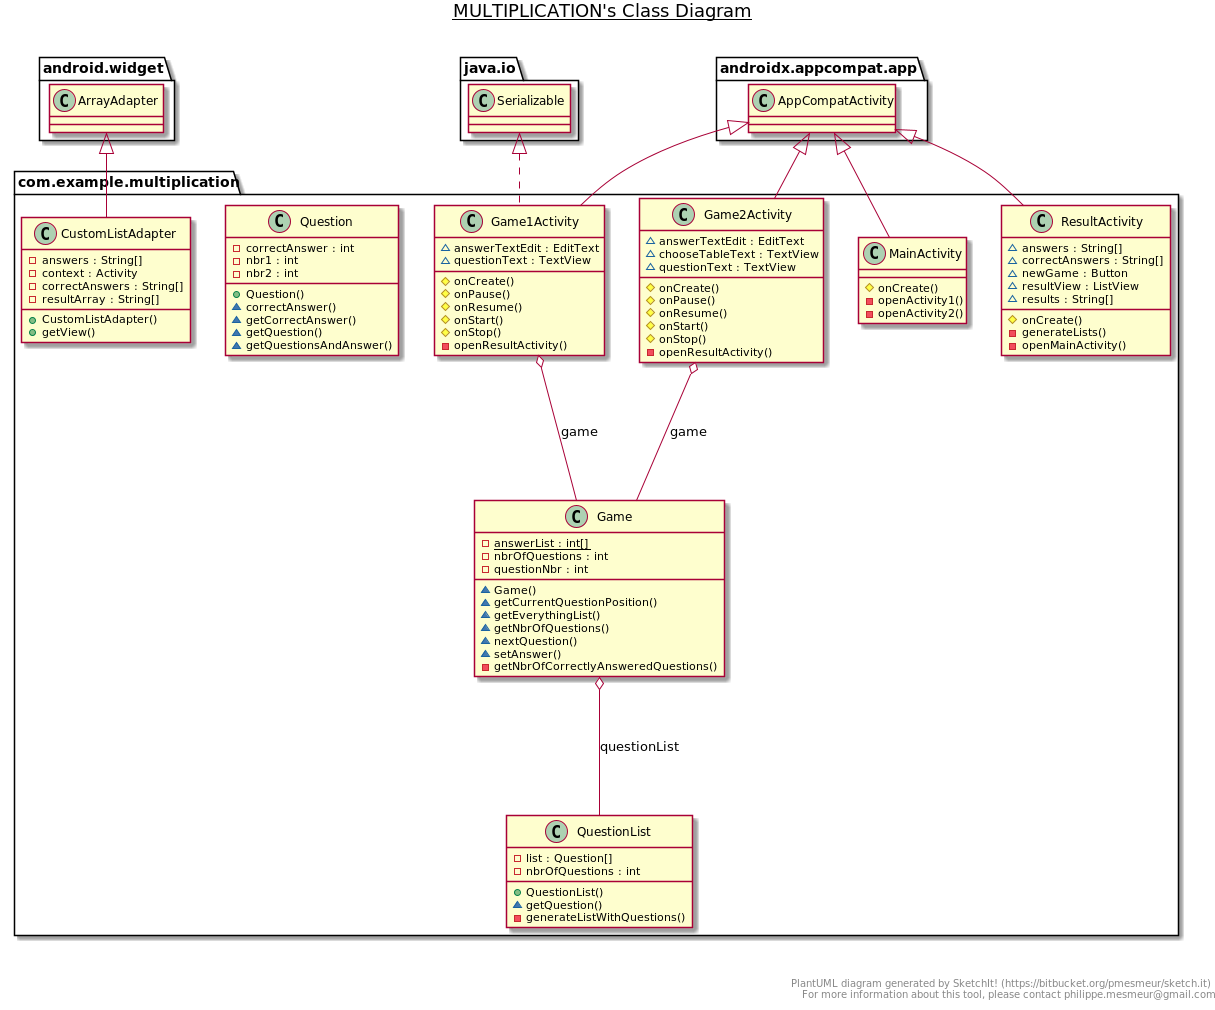 MULTIPLICATION's Class Diagram
android.widget
C ArrayAdapter
java.io
C Serializable
androidx.appcompat.app
C AppCompatActivity
com.example.multiplication
C CustomListAdapter
answers : String[]
context : Activity
correctAnswers : String[]
resultArray : String[]
CustomListAdapter()
getView()
C Question
correctAnswer : int
nbr1 : int
nbr2 : int
Question()
correctAnswer()
getCorrectAnswer()
getQuestion()
getQuestionsAndAnswer()
C Game1Activity
answerTextEdit : EditText
questionText : TextView
onCreate()
onPause()
onResume()
onStart()
onStop()
openResultActivity()
C Game2Activity
answerTextEdit : EditText
chooseTableText : TextView
questionText : TextView
onCreate()
onPause()
onResume()
onStart()
onStop()
openResultActivity()
C MainActivity
onCreate()
openActivity1()
openActivity2()
C ResultActivity
answers : String[]
correctAnswers : String[]
newGame : Button
resultView : ListView
results : String[]
onCreate()
generateLists()
openMainActivity()
game
game
C Game
answerList : int[]
nbrOfQuestions : int
questionNbr : int
Game()
getCurrentQuestionPosition()
getEverythingList()
getNbrOfQuestions()
nextQuestion()
setAnswer()
getNbrOfCorrectlyAnsweredQuestions()
questionList
C QuestionList
list : Question[]
nbrOfQuestions : int
QuestionList()
getQuestion()
generateListWithQuestions()
PlantUML diagram generated by SketchIt! (https://bitbucket.org/pmesmeur/sketch.it)
For more information about this tool, please contact philippe.mesmeur@gmail.com